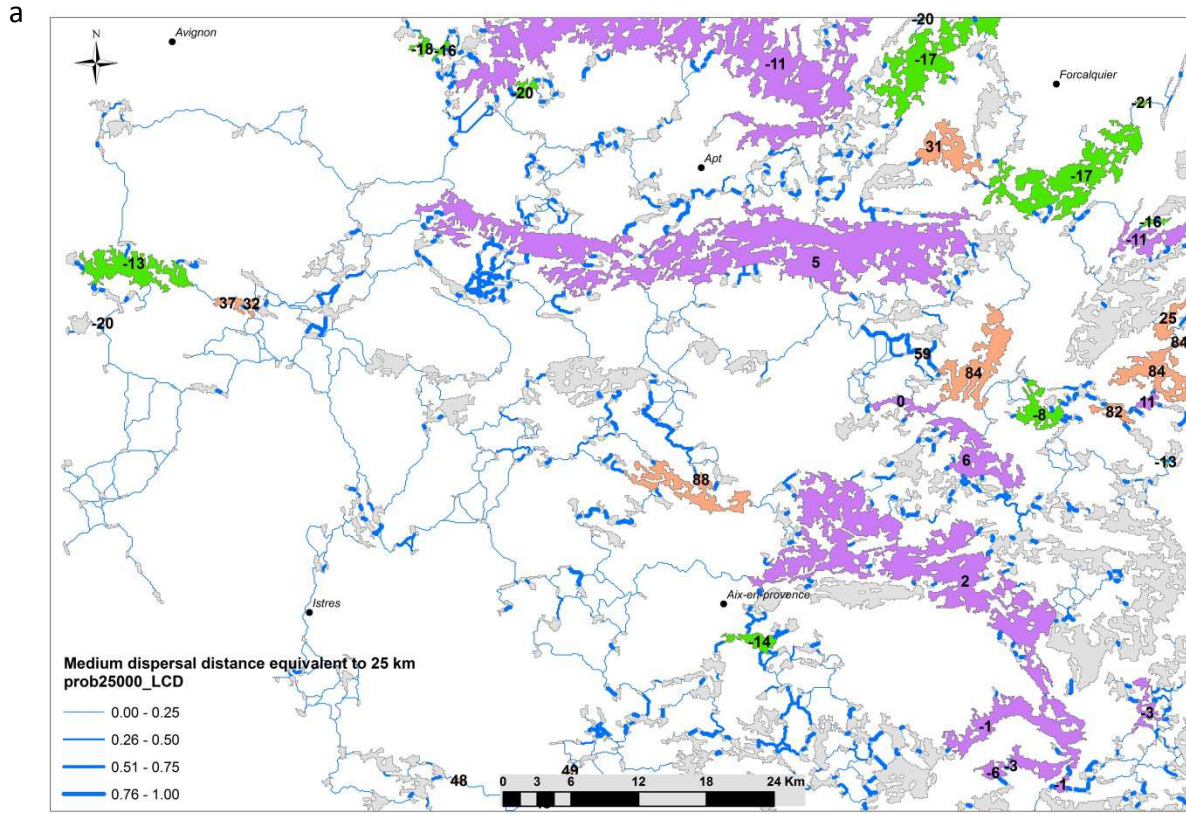 a
-20
Avignon
N
-18 -16
-17
-11
Forcalquier
-20
-21
31
Apt
-17
-16
-11
-13
5
37 32
25
-20
84
59
84
84
0
11
82
-8
6
-13
88
2
Aix-en-provence
Istres
-14
Medium dispersal distance equivalent to 25 km
prob25000_LCD
0.00 - 0.25
0.26 - 0.50
0.51 - 0.75
0.76 - 1.00
-3
-1
-3
-6
-1
48
49
0 3 6 12 18 24 Km